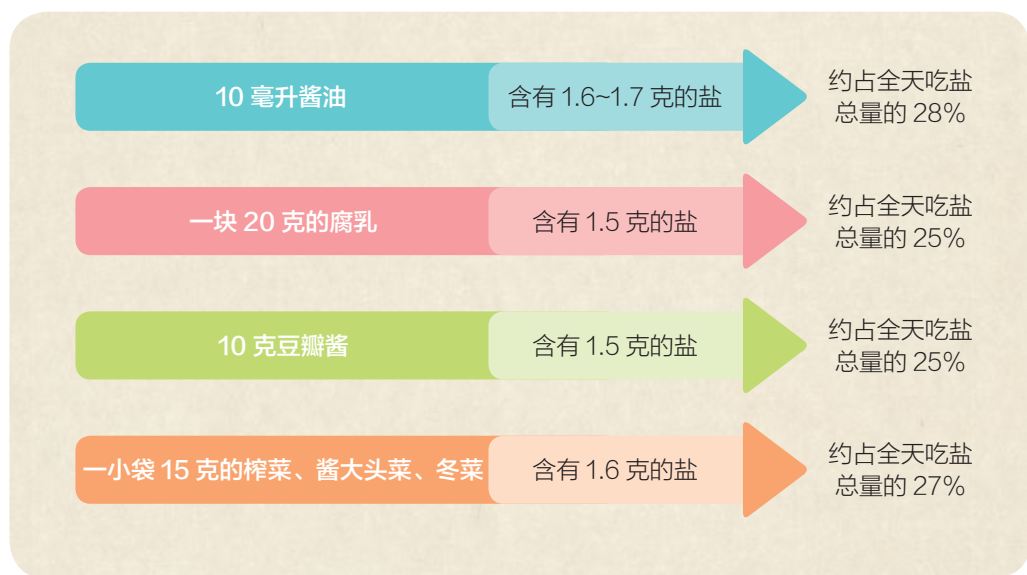 10 毫升酱油
含有 1.6~1.7 克的盐
约占全天吃盐
总量的 28%
一块 20 克的腐乳
含有 1.5 克的盐
约占全天吃盐
总量的 25%
10 克豆瓣酱
含有 1.5 克的盐
约占全天吃盐
总量的 25%
一小袋 15 克的榨菜、酱大头菜、冬菜
含有 1.6 克的盐
约占全天吃盐
总量的 27%